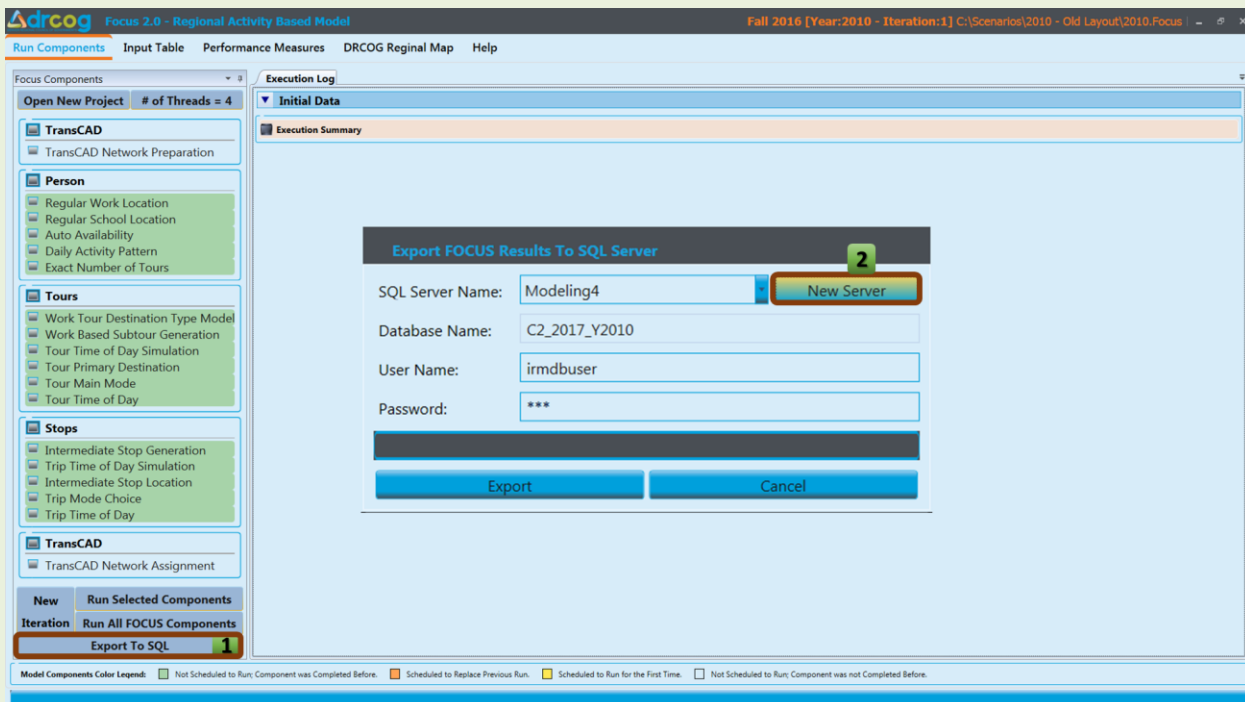 drcog Focus 2.0 - Regional Activity Based Model
Fall 2016 [Year:2010 - Iteration:1] C:\Scenarios\2010 - Old Layout\2010.Focus
Run Components Input Table Performance Measures DRCOG Reginal Map Help
Focus Components
Open New Project # of Threads = 4
TransCAD
TransCAD Network Preparation
Person
Regular Work Location
Regular School Location
Auto Availability
Daily Activity Pattern
Exact Number of Tours
Tours
Work Tour Destination Type Model
Work Based Subtour Generation
Tour Time of Day Simulation
Tour Primary Destination
Tour Main Mode
Tour Time of Day
Stops
Intermediate Stop Generation
Trip Time of Day Simulation
Intermediate Stop Location
Trip Mode Choice
Trip Time of Day
TransCAD
TransCAD Network Assignment
New Iteration
Run Selected Components
Run All FOCUS Components
Export To SQL 1
Execution Log
Initial Data
Execution Summary
Export FOCUS Results To SQL Server
2
SQL Server Name: Modeling4 New Server
Database Name: C2_2017_Y2010
User Name: irmdbuser
Password: ***
Export Cancel
Model Components Color Legend: Not Scheduled to Run; Component was Completed Before. Scheduled to Replace Previous Run. Scheduled to Run for the First Time. Not Scheduled to Run; Component was not Completed Before.